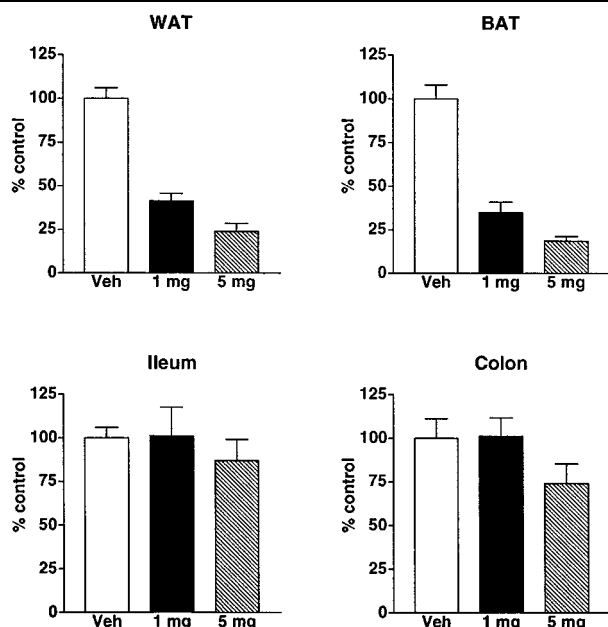 WAT
125
100
75
50
25
0
% control
Veh 1 mg 5 mg
BAT
125
100
75
50
25
0
% control
Veh 1 mg 5 mg
Ileum
125
100
75
50
25
0
% control
Veh 1 mg 5 mg
Colon
125
100
75
50
25
0
% control
Veh 1 mg 5 mg